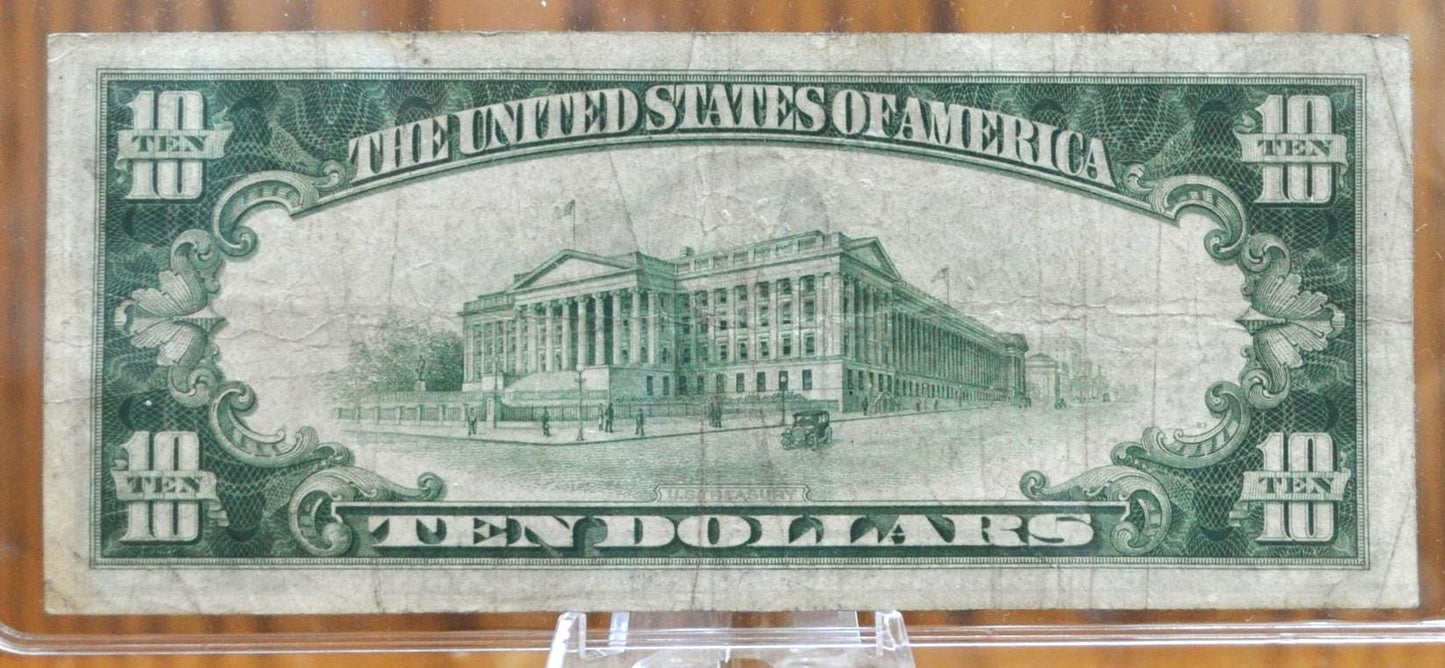 10 TEN 10
THE UNITED STATES OF AMERICA
10 TEN 10
10 TEN 10
U.S. TREASURY
10 TEN 10
TEN DOLLARS